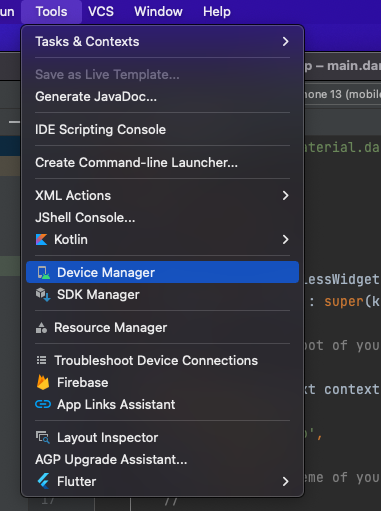 un Tools VCS Window Help
Tasks & Contexts
p – main.da
Save as Live Template...
hone 13 (mobile
Generate JavaDoc...
IDE Scripting Console
aterial.da
Create Command-line Launcher...
XML Actions
JShell Console...
Kotlin
Device Manager
lessWidget
SDK Manager
: super(k
Resource Manager
oot of you
Troubleshoot Device Connections
Firebase
xt context
App Links Assistant
',
Layout Inspector
AGP Upgrade Assistant...
Flutter
eme of you
17 //